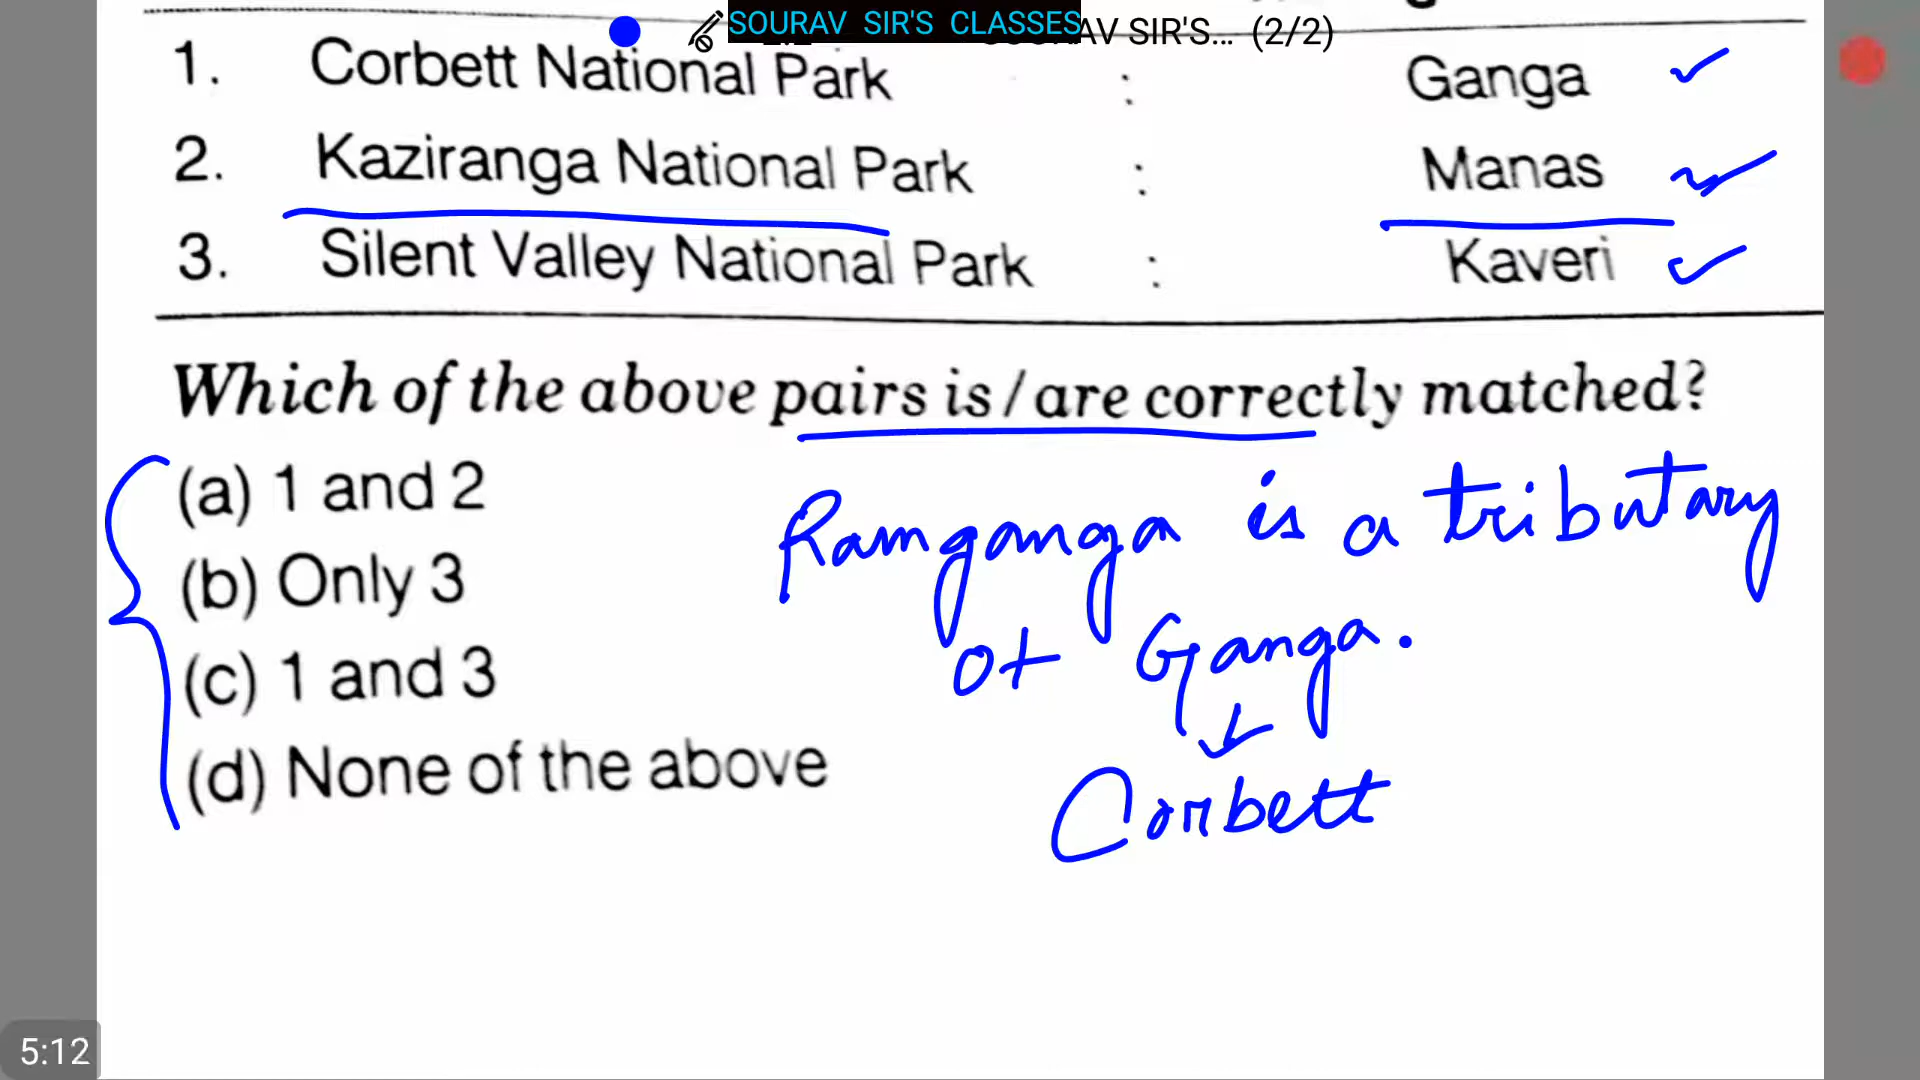 SOURAV SIR'S CLASSES AV SIR'S... (2/2)
1. Corbett National Park : Ganga
2. Kaziranga National Park : Manas
3. Silent Valley National Park : Kaveri
Which of the above pairs is/are correctly matched?
(a) 1 and 2
(b) Only 3
(c) 1 and 3
(d) None of the above
Ramganga is a tributary
of Ganga.
Corbett
5:12